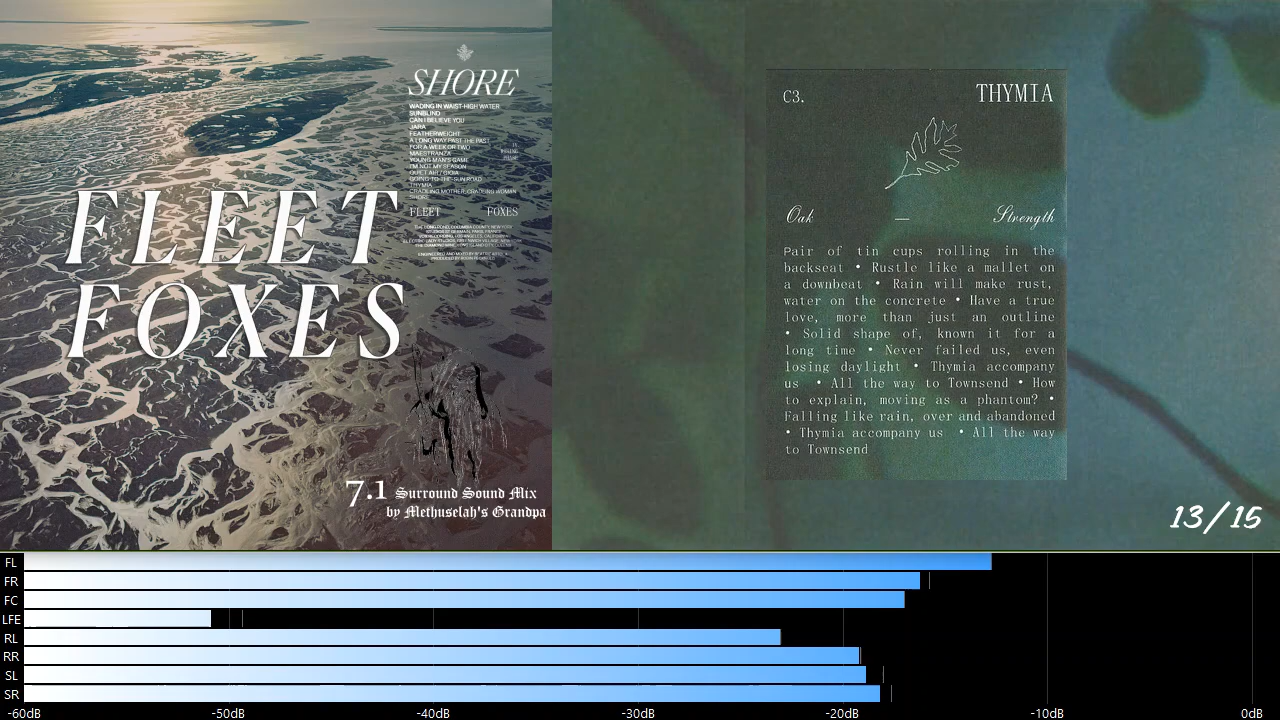 SHORE
WADING IN WAIST-HIGH WATER
SUNBLIND
CAN I BELIEVE YOU
JARA
FEATHERWEIGHT
A LONG WAY PAST THE PAST
FOR A WEEK OR TWO
MAESTRANZA
YOUNG MAN'S GAME
I'M NOT MY SEASON
QUIET AIR / GIOIA
GOING-TO-THE-SUN ROAD
THYMIA
CRADLING MOTHER, CRADLING WOMAN
SHORE
FLEET FOXES
FLEET
FOXES
7.1 Surround Sound Mix
by Methuselah's Grandpa
C3. THYMIA
Oak — Strength
Pair of tin cups rolling in the
backseat • Rustle like a mallet on
a downbeat • Rain will make rust,
water on the concrete • Have a true
love, more than just an outline
• Solid shape of, known it for a
long time • Never failed us, even
losing daylight • Thymia accompany
us • All the way to Townsend • How
to explain, moving as a phantom? •
Falling like rain, over and abandoned
• Thymia accompany us • All the way
to Townsend
13/15
FL
FR
FC
LFE
RL
RR
SL
SR
-60dB -50dB -40dB -30dB -20dB -10dB 0dB